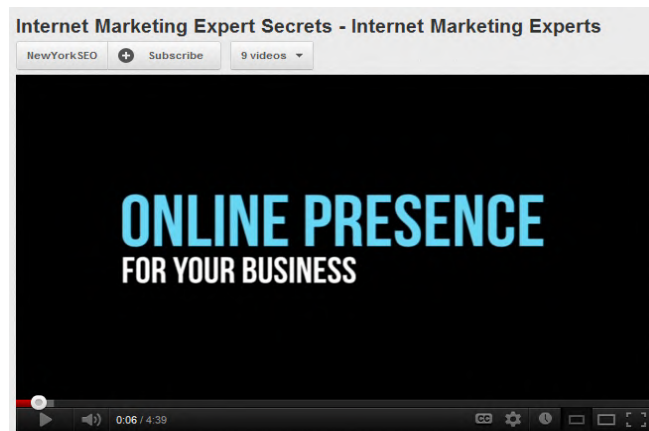 Internet Marketing Expert Secrets - Internet Marketing Experts
NewYorkSEO Subscribe 9 videos
ONLINE PRESENCE
FOR YOUR BUSINESS
0:06 / 4:39 CC